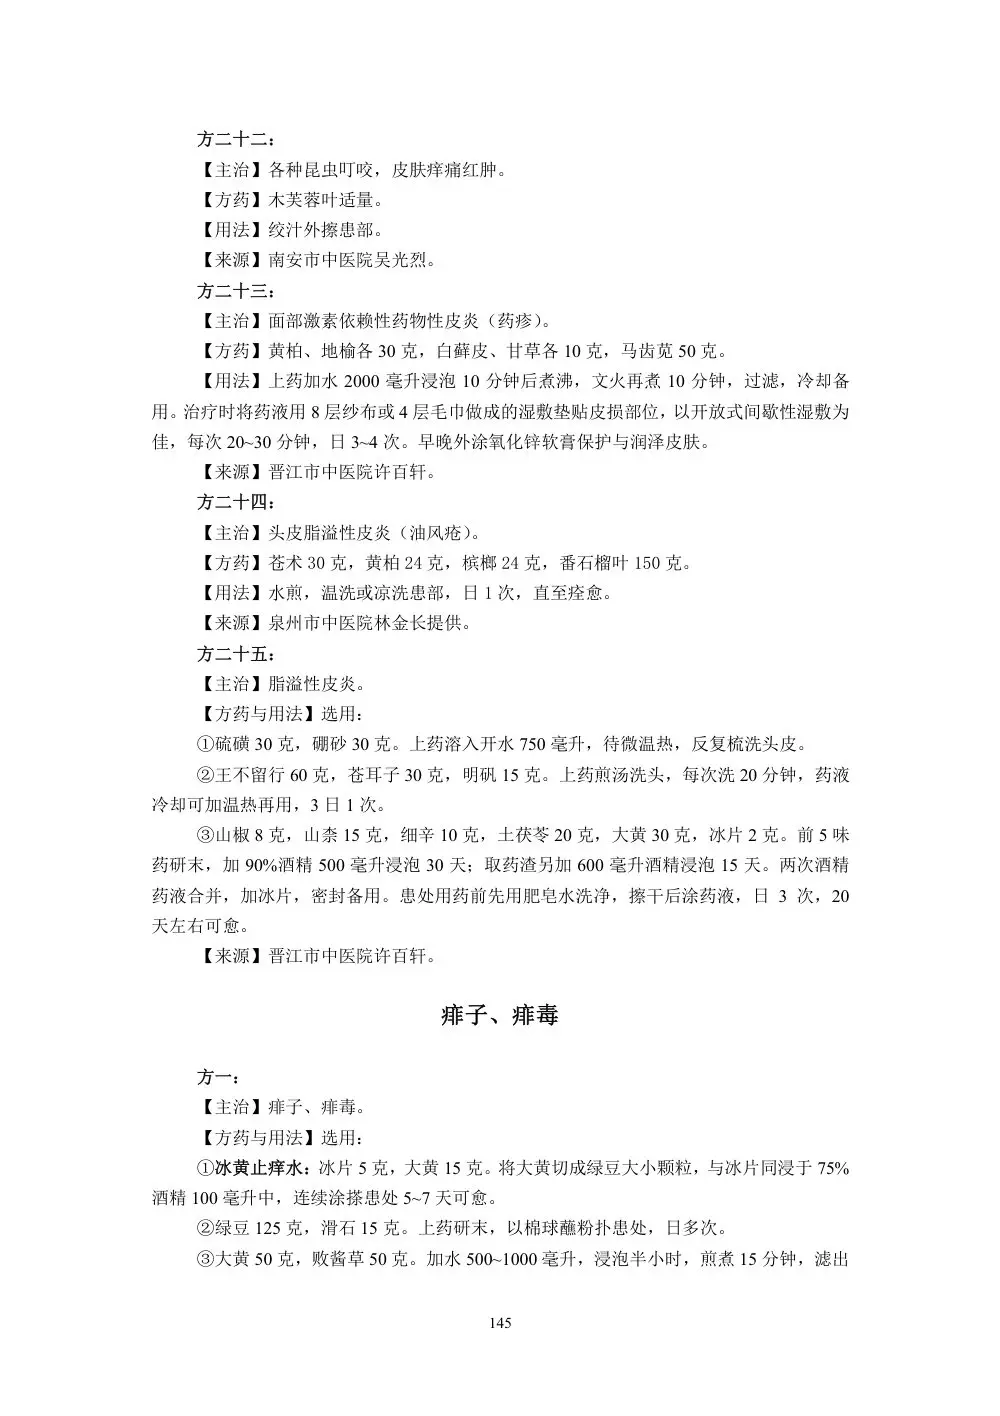 方二十二：
【主治】各种昆虫叮咬，皮肤痒痛红肿。
【方药】木芙蓉叶适量。
【用法】绞汁外擦患部。
【来源】南安市中医院吴光烈。
方二十三：
【主治】面部激素依赖性药物性皮炎（药疹）。
【方药】黄柏、地榆各 30 克，白藓皮、甘草各 10 克，马齿苋 50 克。
【用法】上药加水 2000 毫升浸泡 10 分钟后煮沸，文火再煮 10 分钟，过滤，冷却备
用。治疗时将药液用 8 层纱布或 4 层毛巾做成的湿敷垫贴皮损部位，以开放式间歇性湿敷为
佳，每次 20~30 分钟，日 3~4 次。早晚外涂氧化锌软膏保护与润泽皮肤。
【来源】晋江市中医院许百轩。
方二十四：
【主治】头皮脂溢性皮炎（油风疮）。
【方药】苍术 30 克，黄柏 24 克，槟榔 24 克，番石榴叶 150 克。
【用法】水煎，温洗或凉洗患部，日 1 次，直至痊愈。
【来源】泉州市中医院林金长提供。
方二十五：
【主治】脂溢性皮炎。
【方药与用法】选用：
①硫磺 30 克，硼砂 30 克。上药溶入开水 750 毫升，待微温热，反复梳洗头皮。
②王不留行 60 克，苍耳子 30 克，明矾 15 克。上药煎汤洗头，每次洗 20 分钟，药液
冷却可加温热再用，3 日 1 次。
③山椒 8 克，山柰 15 克，细辛 10 克，土茯苓 20 克，大黄 30 克，冰片 2 克。前 5 味
药研末，加 90%酒精 500 毫升浸泡 30 天；取药渣另加 600 毫升酒精浸泡 15 天。两次酒精
药液合并，加冰片，密封备用。患处用药前先用肥皂水洗净，擦干后涂药液，日 3 次，20
天左右可愈。
【来源】晋江市中医院许百轩。
痱子、痱毒
方一：
【主治】痱子、痱毒。
【方药与用法】选用：
①冰黄止痒水：冰片 5 克，大黄 15 克。将大黄切成绿豆大小颗粒，与冰片同浸于 75%
酒精 100 毫升中，连续涂搽患处 5~7 天可愈。
②绿豆 125 克，滑石 15 克。上药研末，以棉球蘸粉扑患处，日多次。
③大黄 50 克，败酱草 50 克。加水 500~1000 毫升，浸泡半小时，煎煮 15 分钟，滤出
145